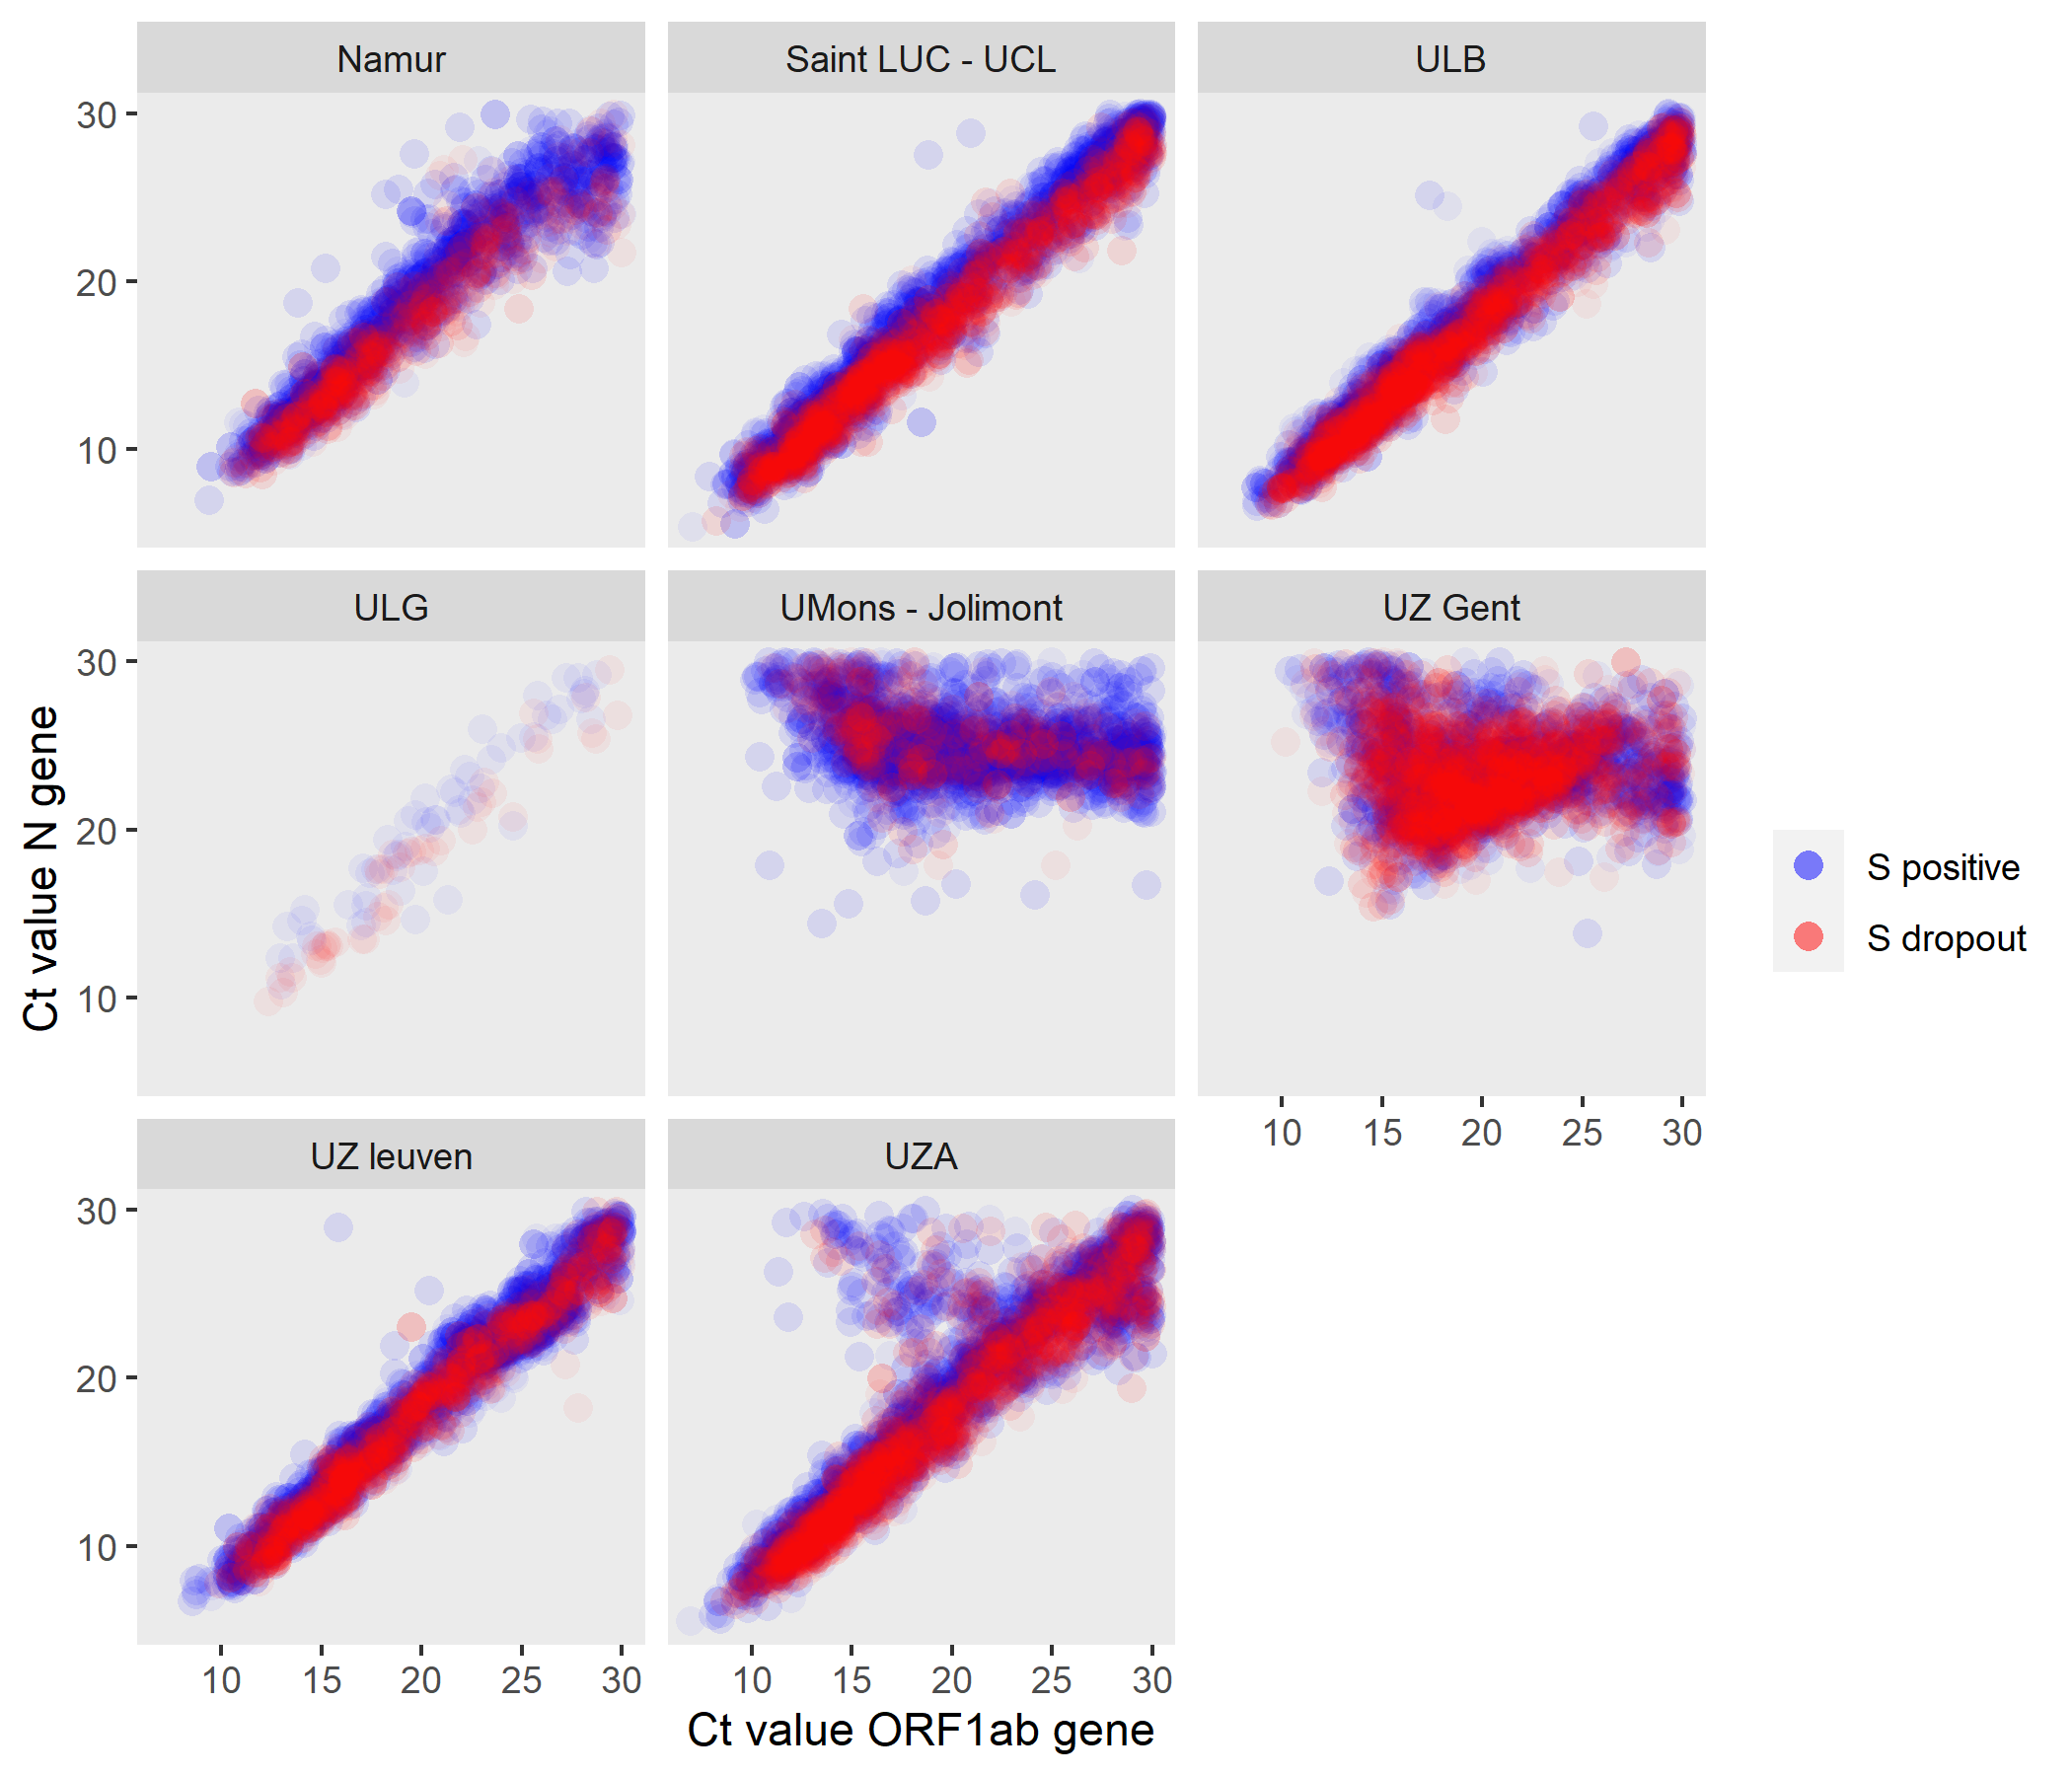 Namur
Saint LUC - UCL
ULB
30
20
10
ULG
UMons - Jolimont
UZ Gent
30
20
10
10 15 20 25 30
UZ leuven
UZA
30
20
10
10 15 20 25 30
10 15 20 25 30
Ct value N gene
Ct value ORF1ab gene
S positive
S dropout